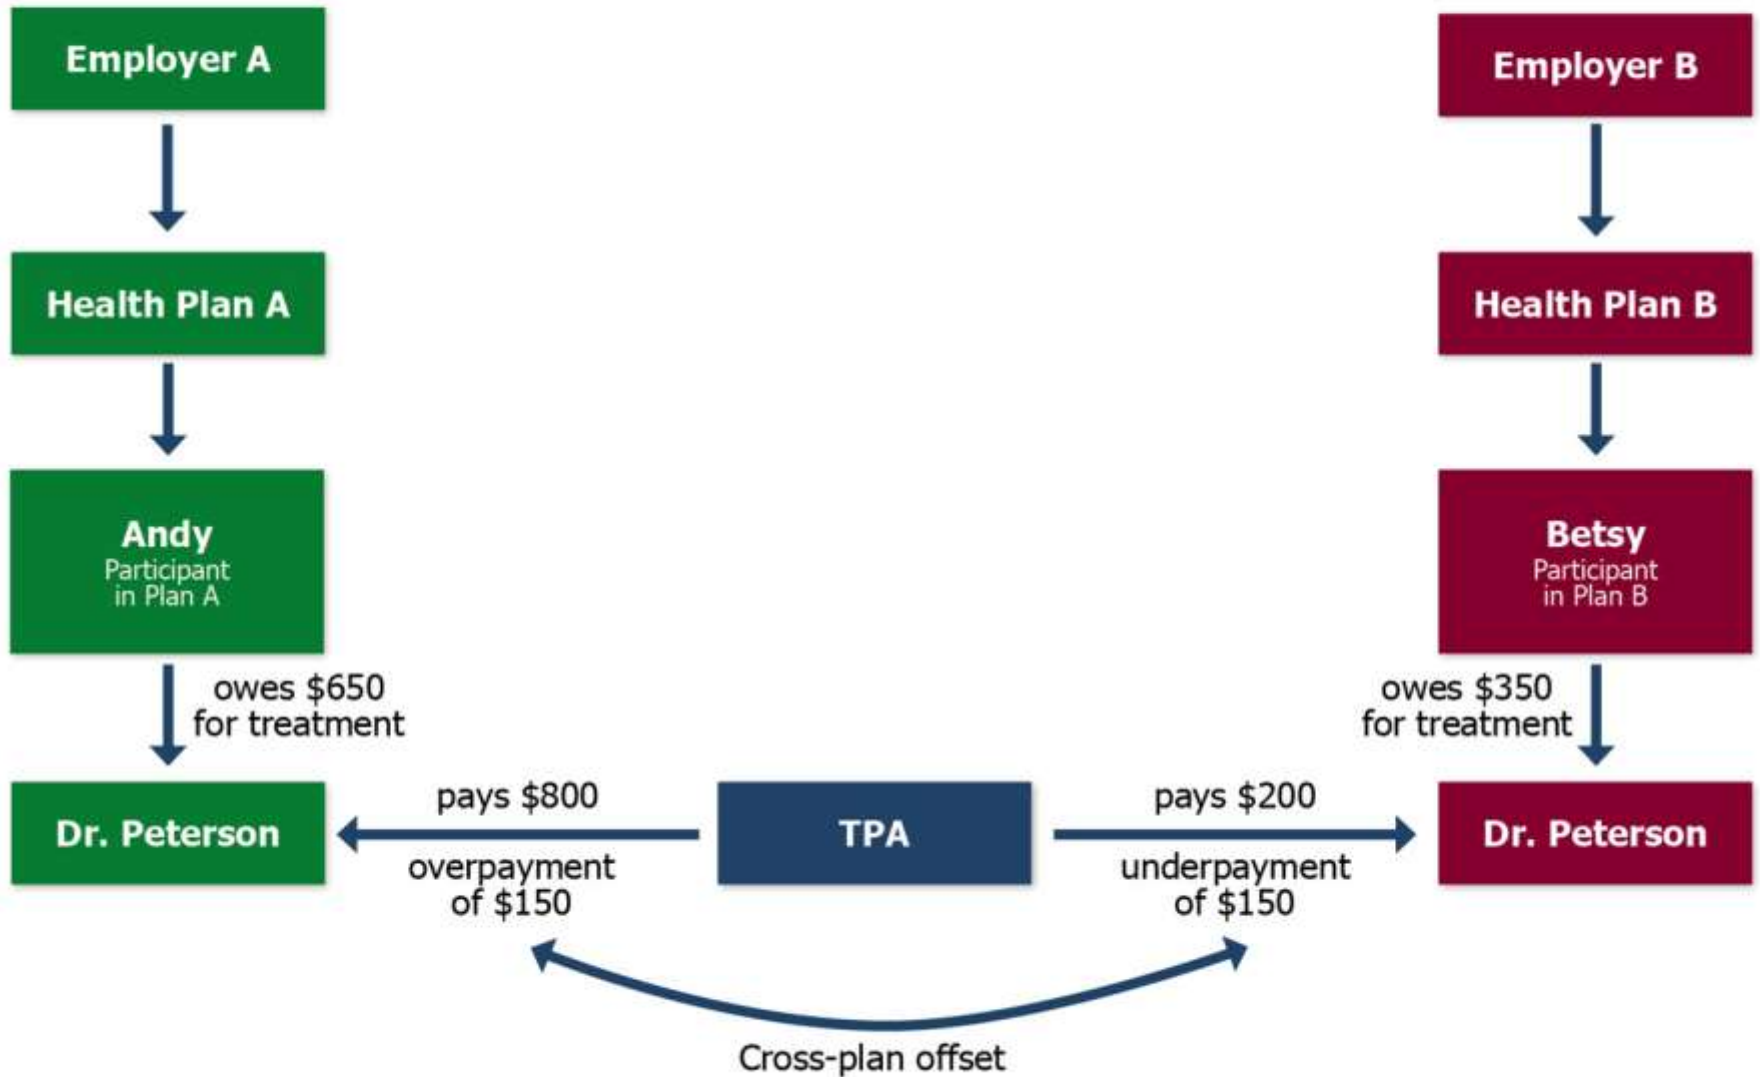 Employer A
Employer B
Health Plan A
Health Plan B
Andy
Participant
in Plan A
Betsy
Participant
in Plan B
owes $650
for treatment
owes $350
for treatment
Dr. Peterson
pays $800
overpayment
of $150
TPA
pays $200
underpayment
of $150
Dr. Peterson
Cross-plan offset